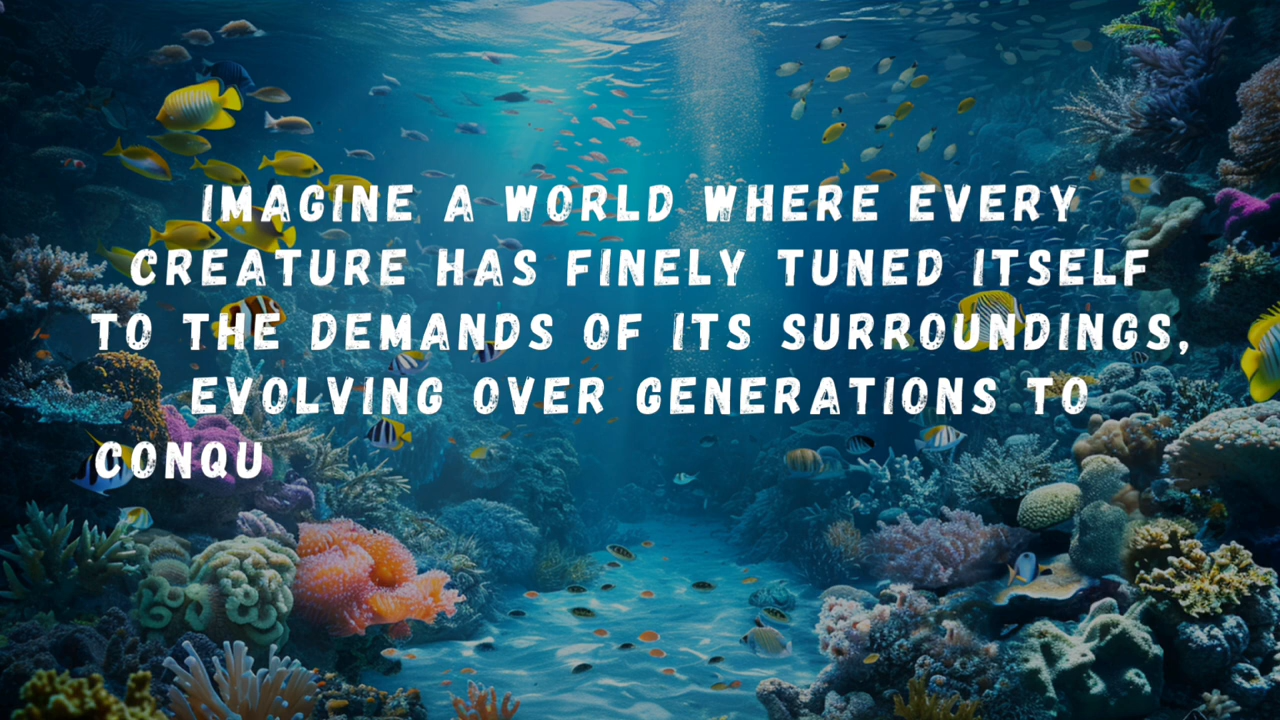 IMAGINE A WORLD WHERE EVERY
CREATURE HAS FINELY TUNED ITSELF
TO THE DEMANDS OF ITS SURROUNDINGS,
EVOLVING OVER GENERATIONS TO
CONQU